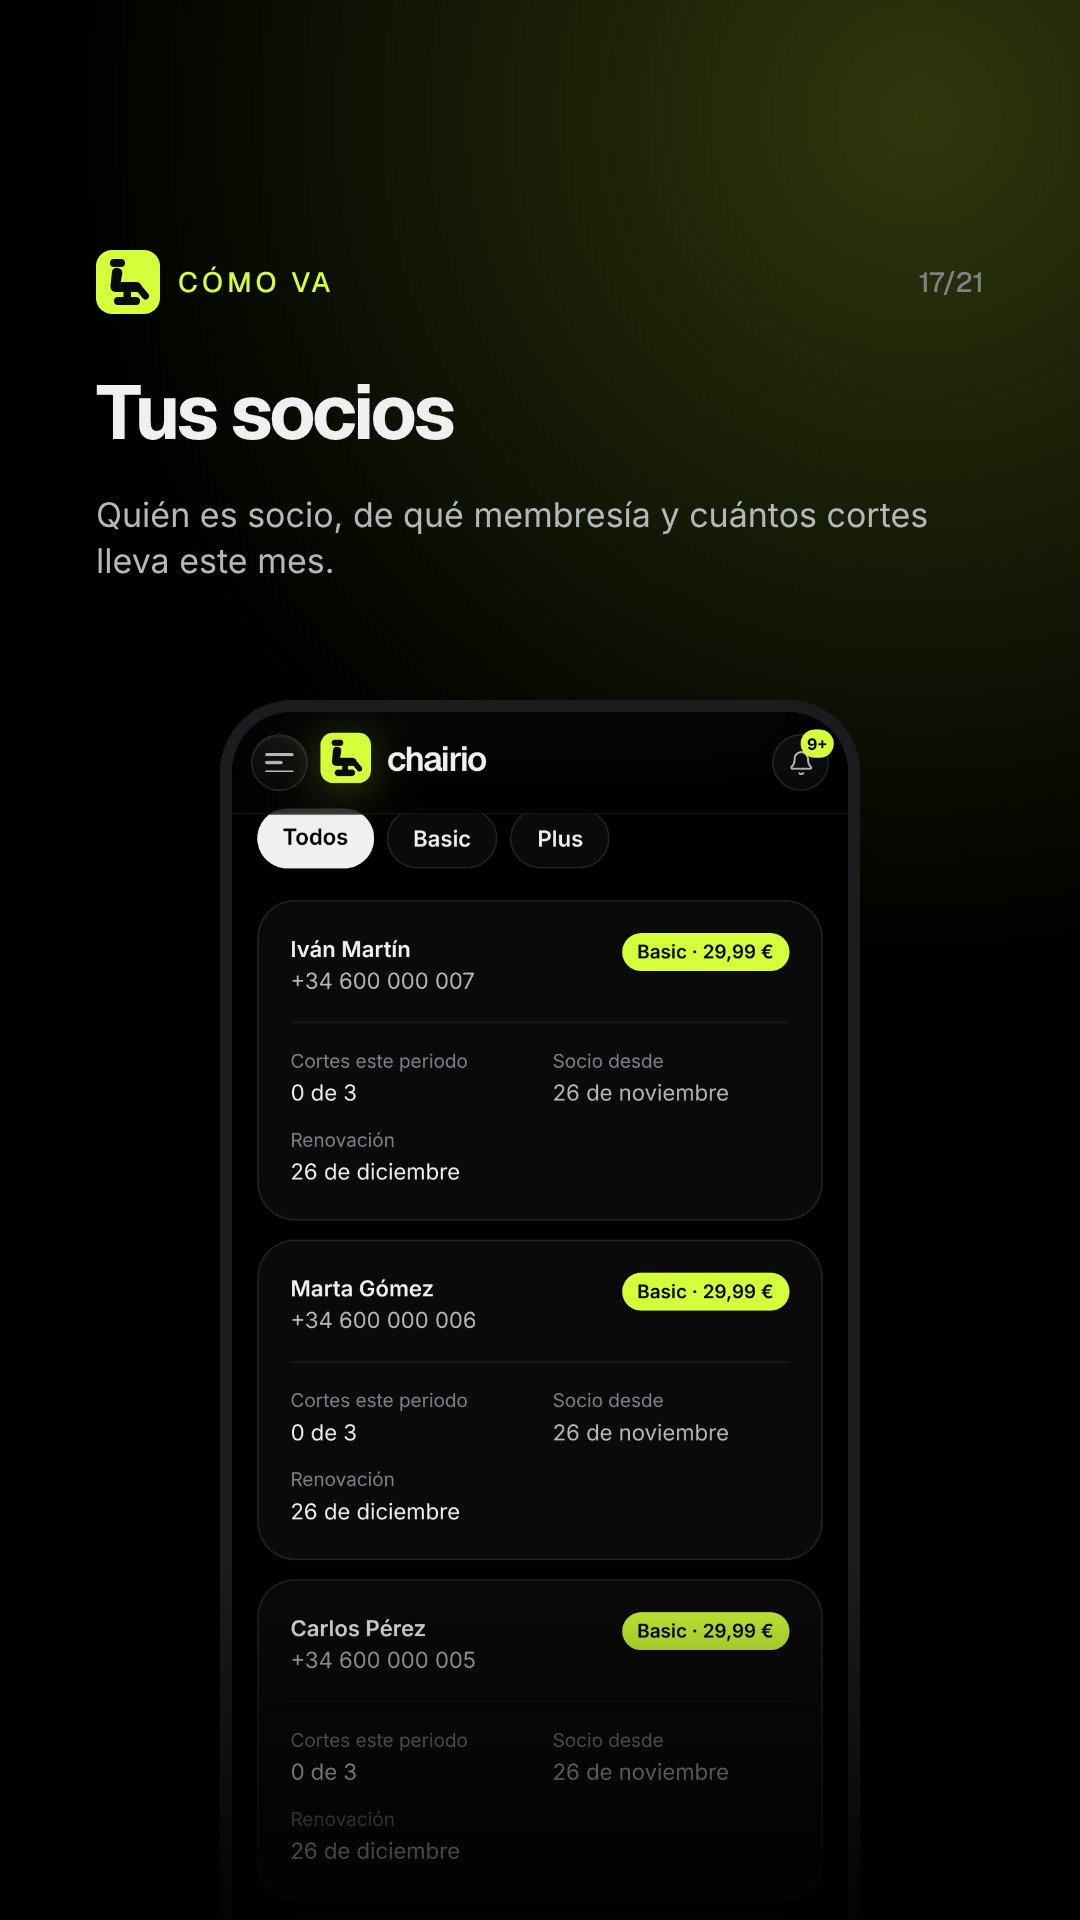 CÓMO VA
17/21
Tus socios
Quién es socio, de qué membresía y cuántos cortes
lleva este mes.
chairio
9+
Todos
Basic
Plus
Iván Martín
Basic · 29,99 €
+34 600 000 007
Cortes este periodo
Socio desde
0 de 3
26 de noviembre
Renovación
26 de diciembre
Marta Gómez
Basic · 29,99 €
+34 600 000 006
Cortes este periodo
Socio desde
0 de 3
26 de noviembre
Renovación
26 de diciembre
Carlos Pérez
Basic · 29,99 €
+34 600 000 005
Cortes este periodo
Socio desde
0 de 3
26 de noviembre
Renovación
26 de diciembre